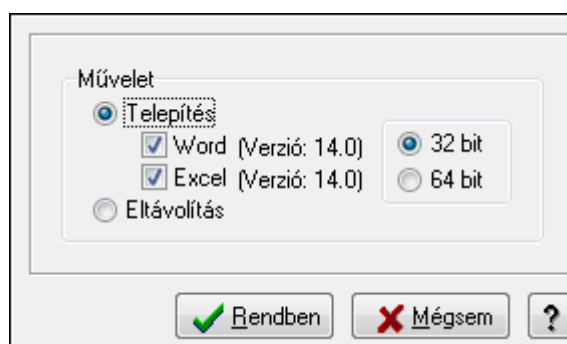 Művelet
Telepítés
Word (Verzió: 14.0)
32 bit
Excel (Verzió: 14.0)
64 bit
Eltávolítás
Rendben
Mégsem
?